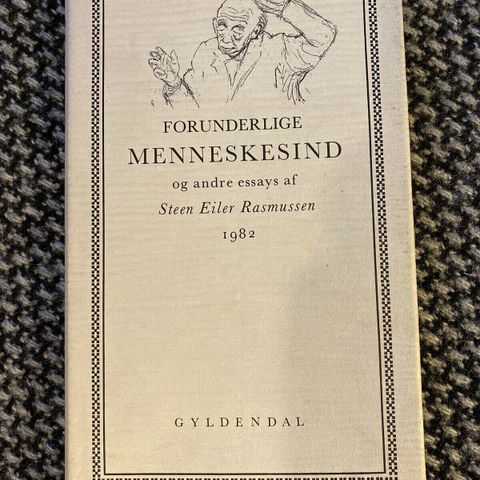 FORUNDERLIGE
MENNESKESIND
og andre essays af
Steen Eiler Rasmussen
1982
GYLDENDAL